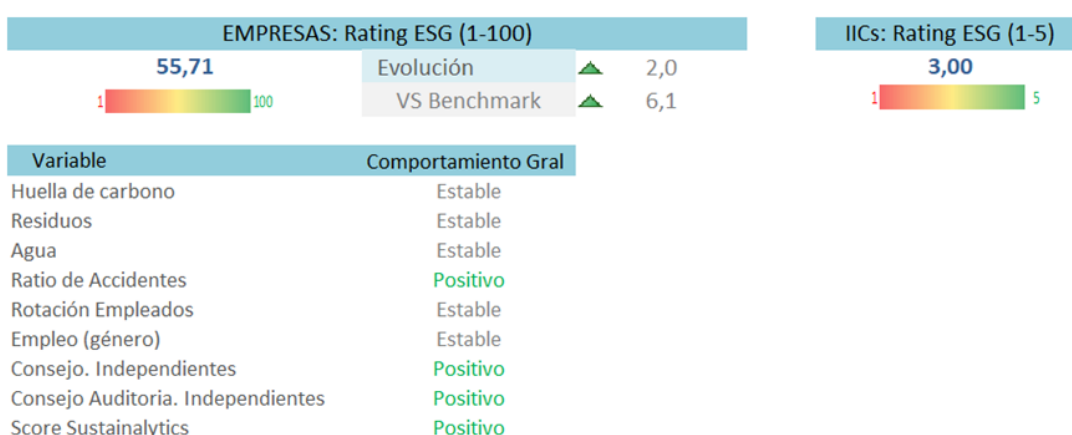 EMPRESAS: Rating ESG (1-100)
55,71
Evolución 2,0
1 100
VS Benchmark 6,1
IICs: Rating ESG (1-5)
3,00
1 5
Variable Comportamiento Gral
Huella de carbono Estable
Residuos Estable
Agua Estable
Ratio de Accidentes Positivo
Rotación Empleados Estable
Empleo (género) Estable
Consejo. Independientes Positivo
Consejo Auditoria. Independientes Positivo
Score Sustainalytics Positivo